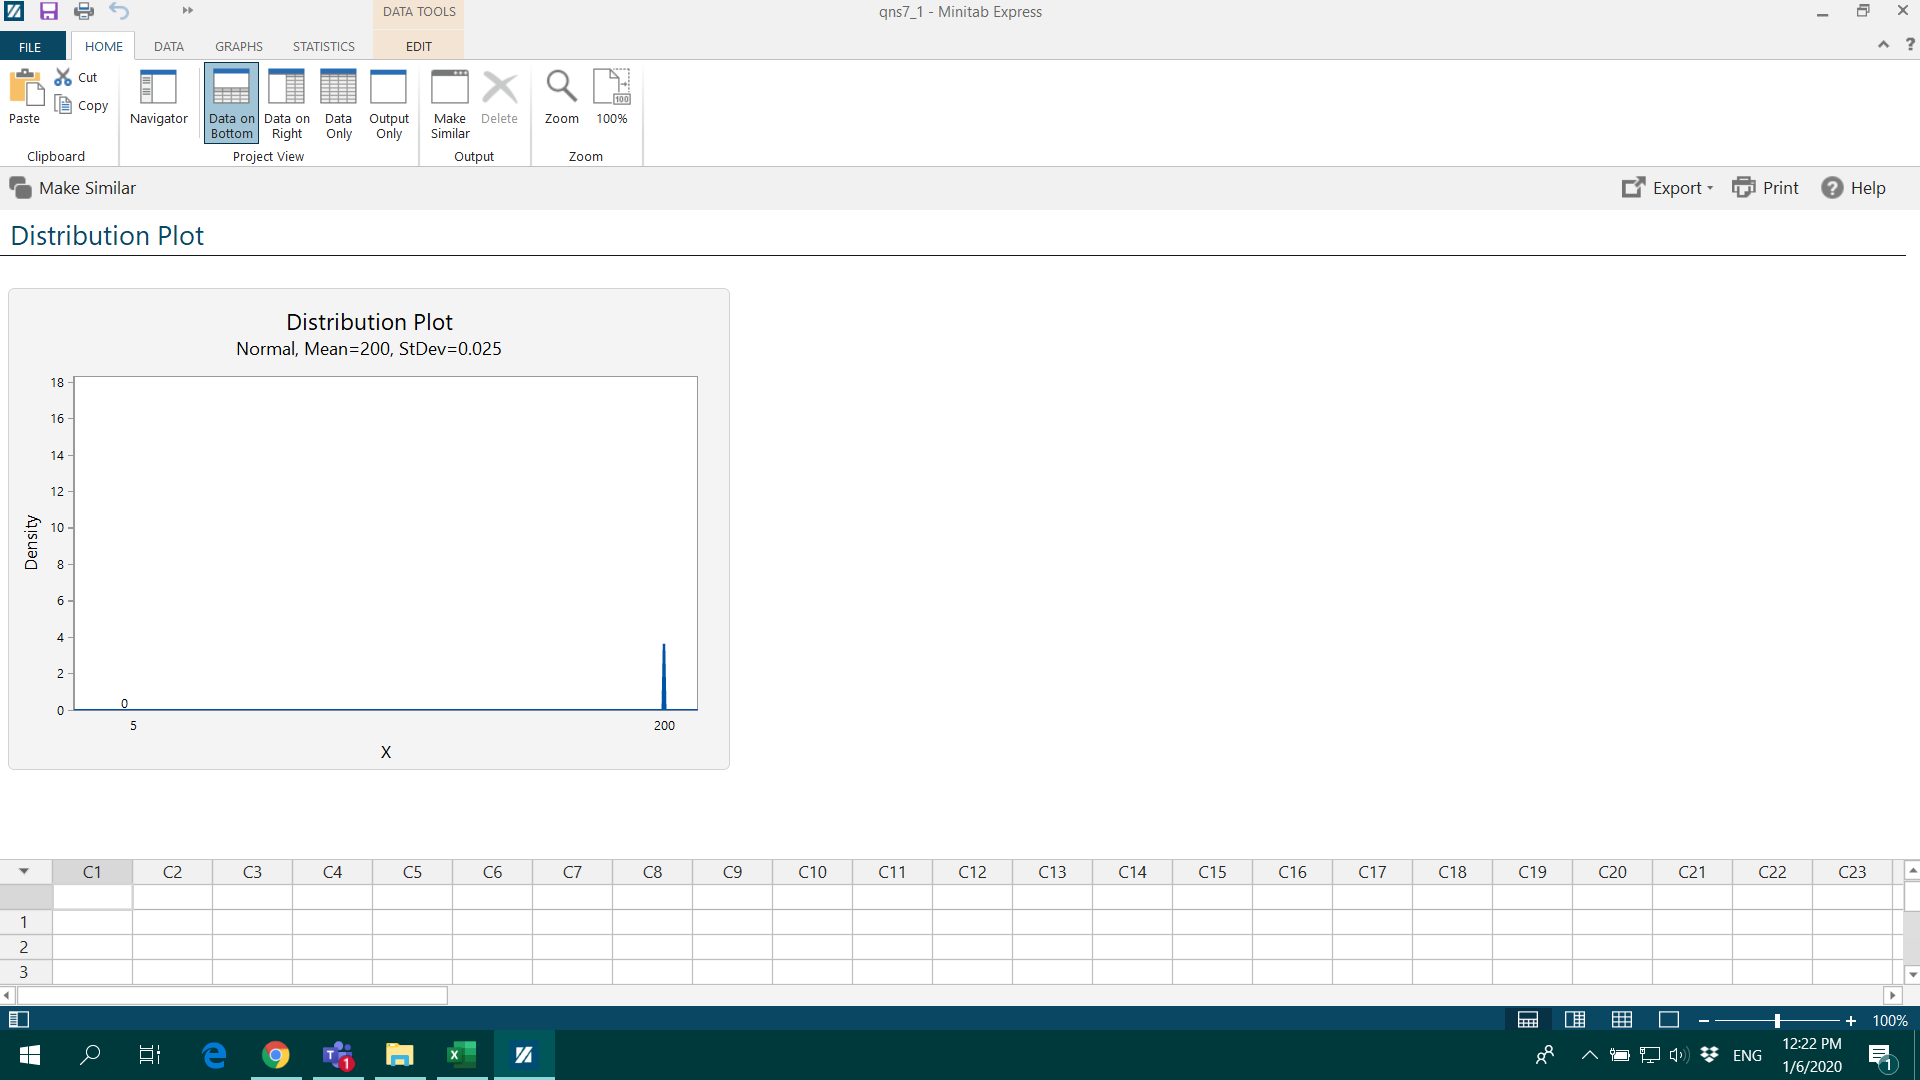 DATA TOOLS
qns7_1 - Minitab Express
FILE
HOME
DATA
GRAPHS
STATISTICS
EDIT
?
Paste
Cut
Copy
Clipboard
Navigator
Data on
Bottom
Data on
Right
Data
Only
Output
Only
Project View
Make
Similar
Delete
Output
Zoom
100
100%
Zoom
Make Similar
Export
Print
? Help
Distribution Plot
Distribution Plot
Normal, Mean=200, StDev=0.025
18
16
14
12
10
8
6
4
2
0
Density
0
5
200
X
C1 C2 C3 C4 C5 C6 C7 C8 C9 C10 C11 C12 C13 C14 C15 C16 C17 C18 C19 C20 C21 C22 C23
1
2
3
100%
T
1
X
ENG
12:22 PM
1/6/2020
1